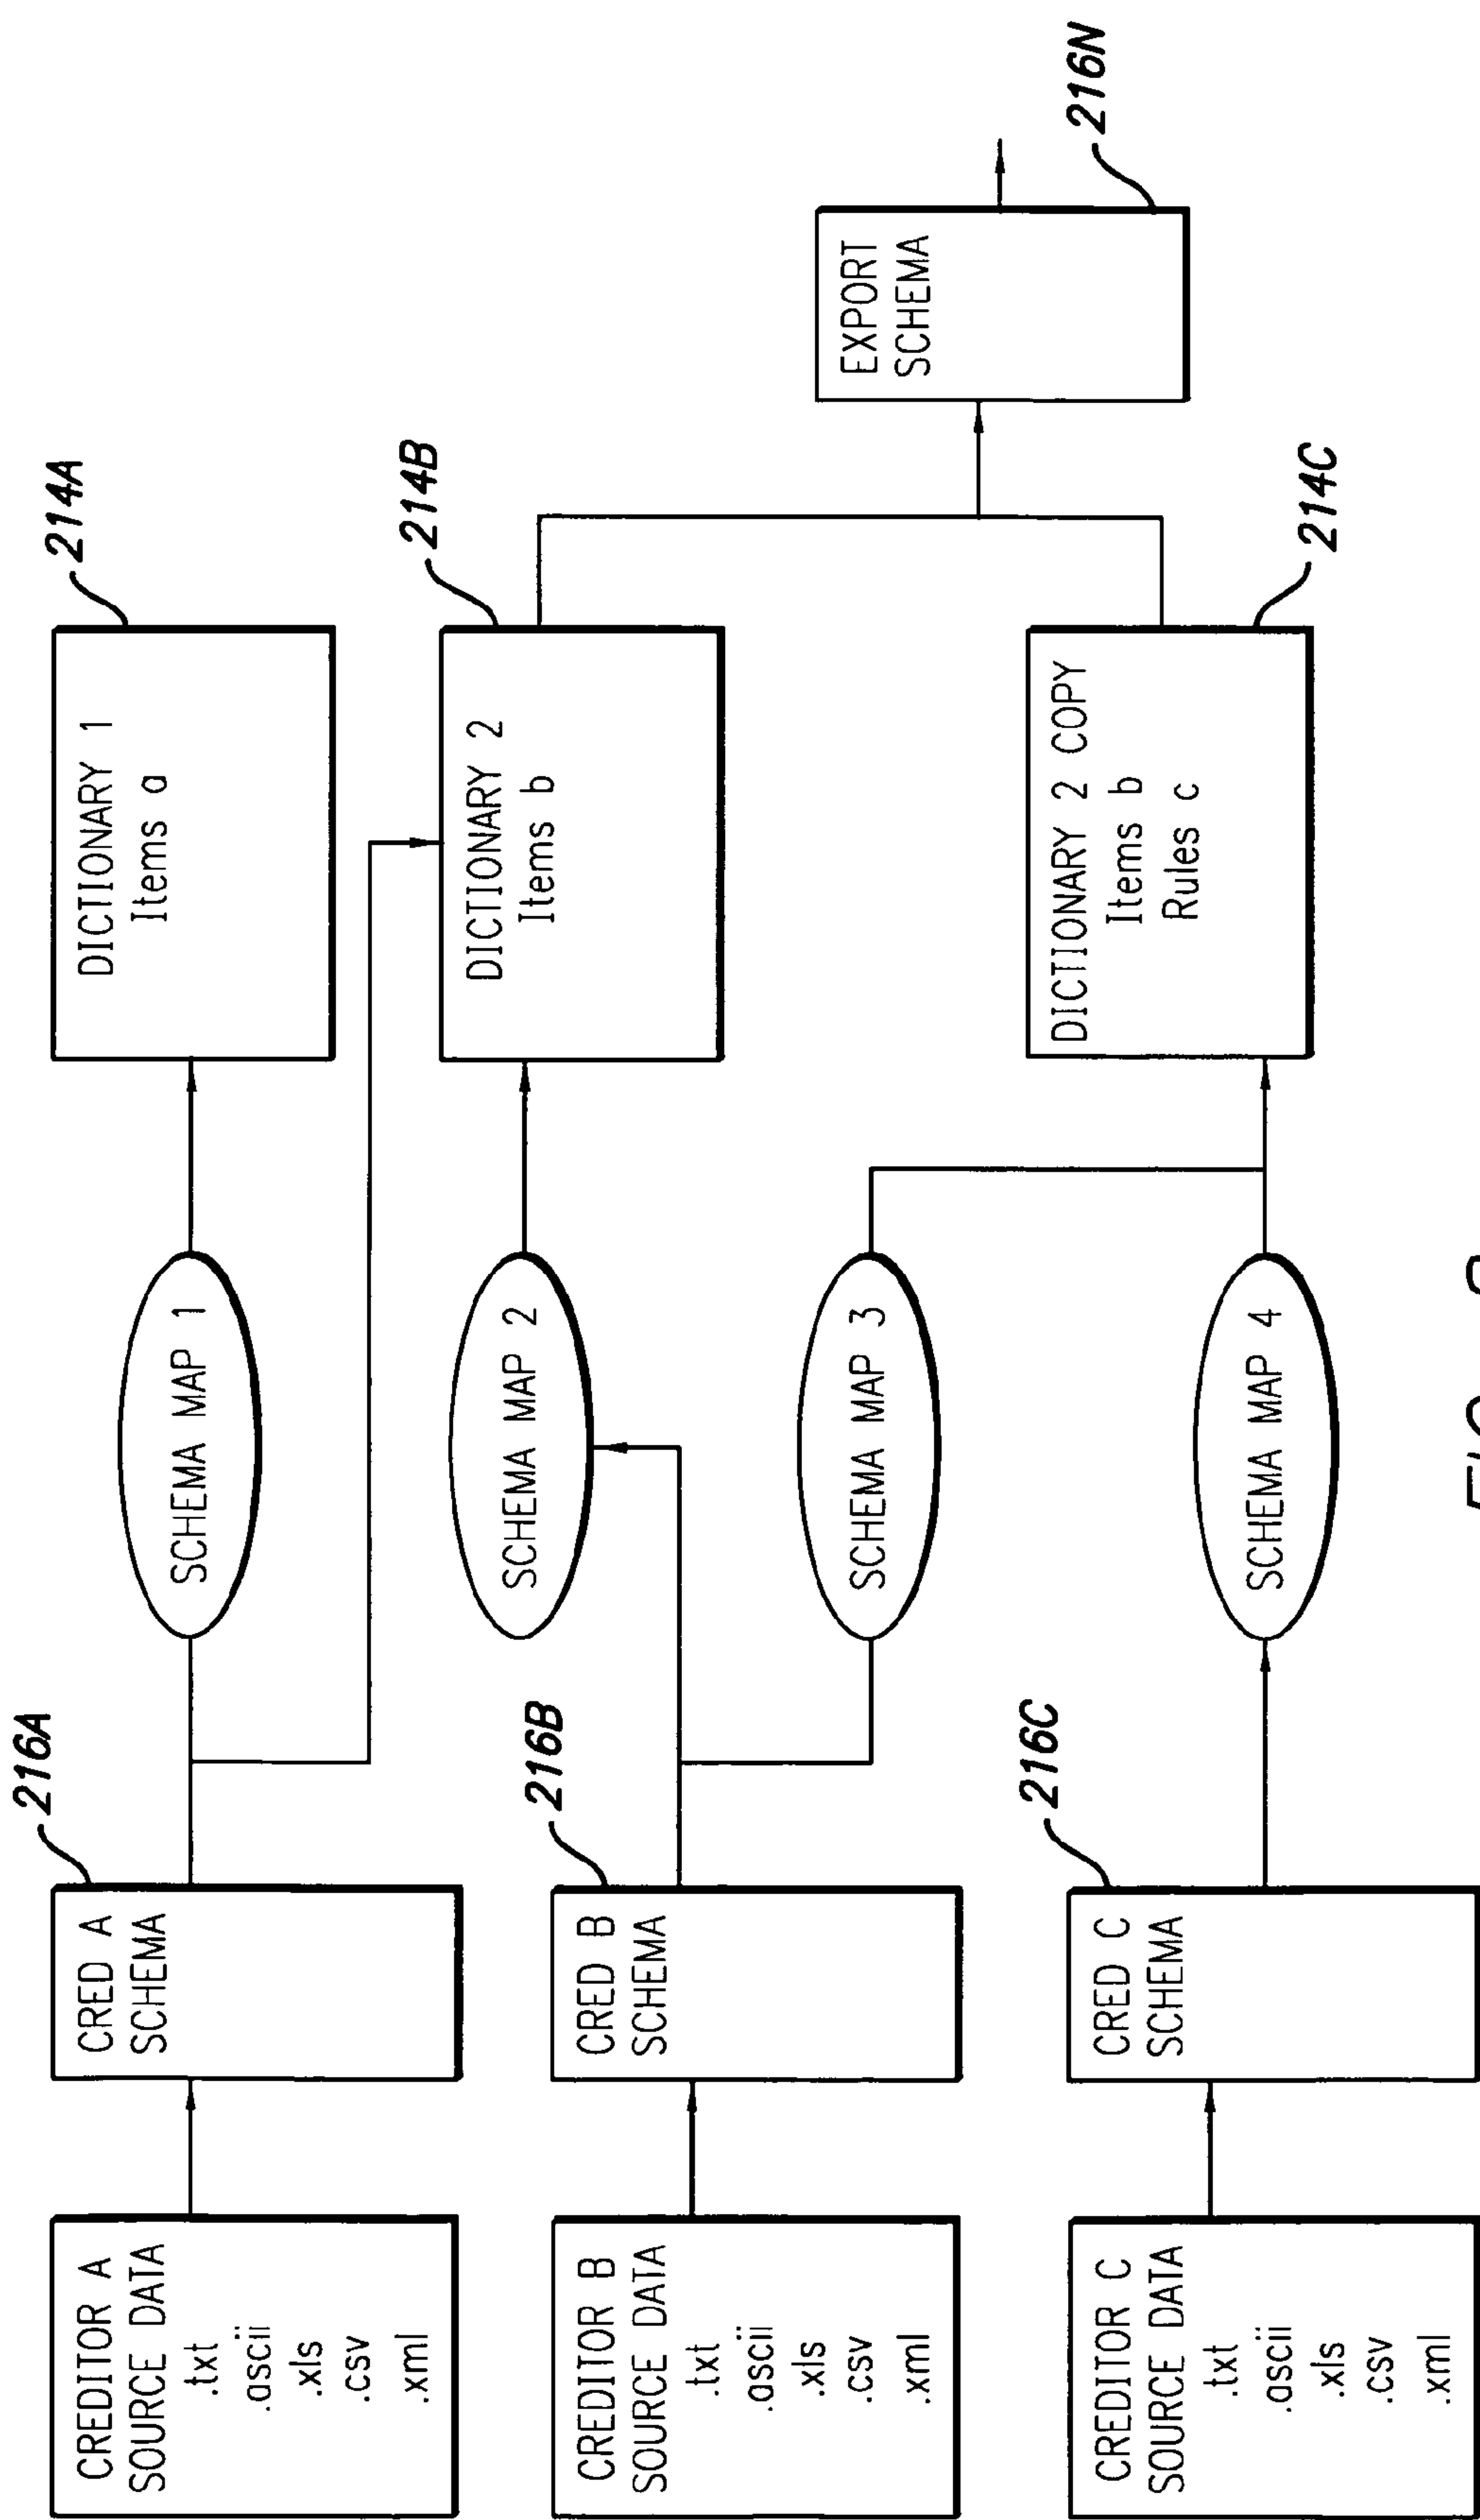 CREDITOR A
SOURCE DATA
.txt
.ascii
.xls
.csv
.xml
216A
CRED A
SCHEMA
SCHEMA MAP 1
214A
DICTIONARY 1
Items a
CREDITOR B
SOURCE DATA
.txt
.ascii
.xls
.csv
.xml
216B
CRED B
SCHEMA
SCHEMA MAP 2
214B
DICTIONARY 2
Items b
SCHEMA MAP 3
EXPORT
SCHEMA
216N
CREDITOR C
SOURCE DATA
.txt
.ascii
.xls
.csv
.xml
216C
CRED C
SCHEMA
SCHEMA MAP 4
DICTIONARY 2 COPY
Items b
Rules c
214C
FIG.